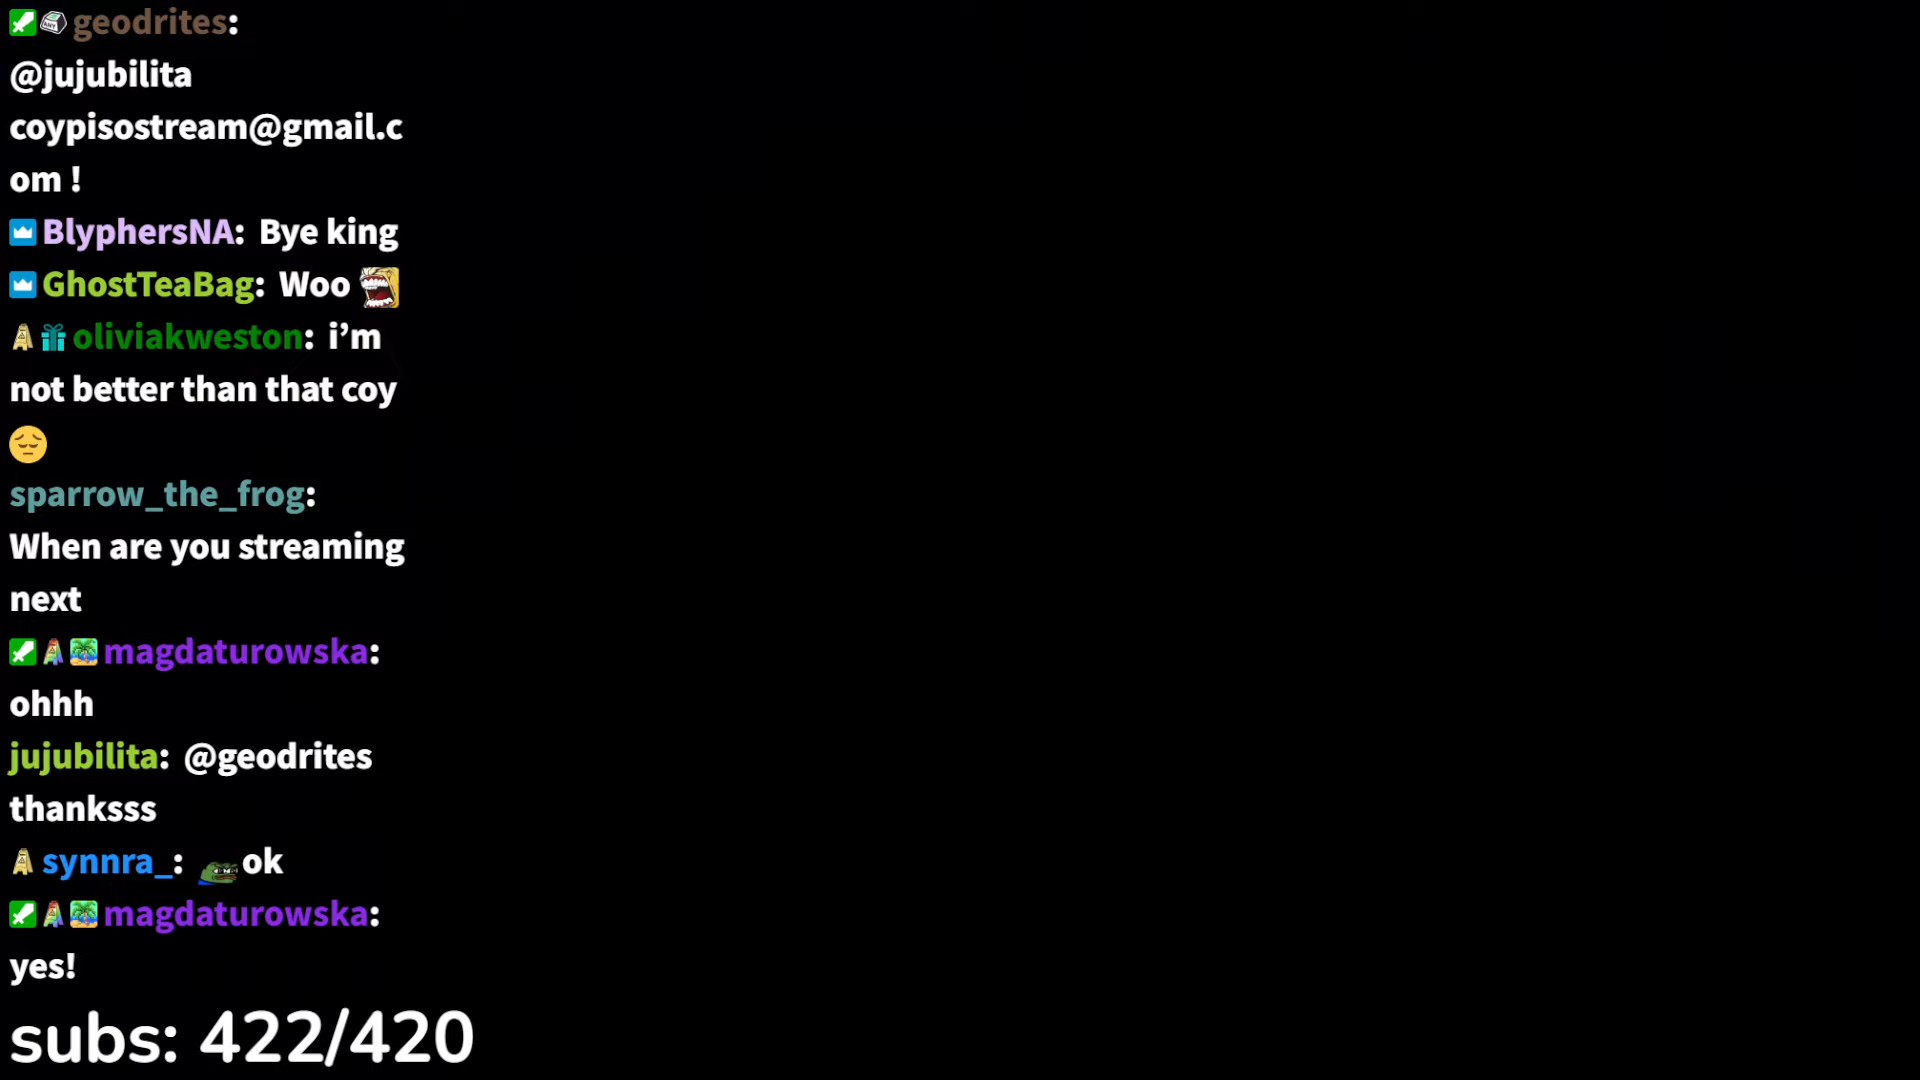 geodrites:
@jujubilita
coypisostream@gmail.c
om !
BlyphersNA: Bye king
GhostTeaBag: Woo
oliviakweston: i’m
not better than that coy
sparrow_the_frog:
When are you streaming
next
magdaturowska:
ohhh
jujubilita: @geodrites
thanksss
synnra_: ok
magdaturowska:
yes!
subs: 422/420